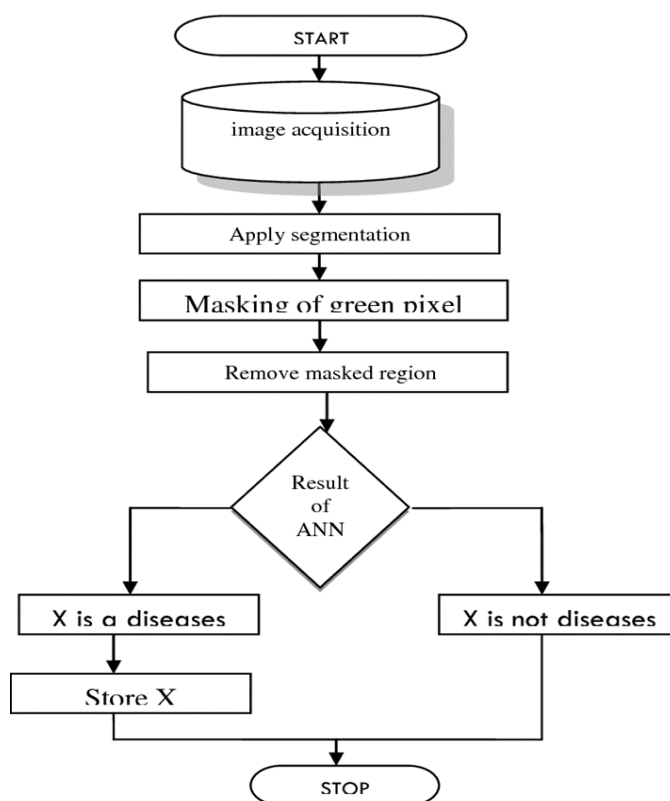 START
image acquisition
Apply segmentation
Masking of green pixel
Remove masked region
Result
of
ANN
X is a diseases
X is not diseases
Store X
STOP